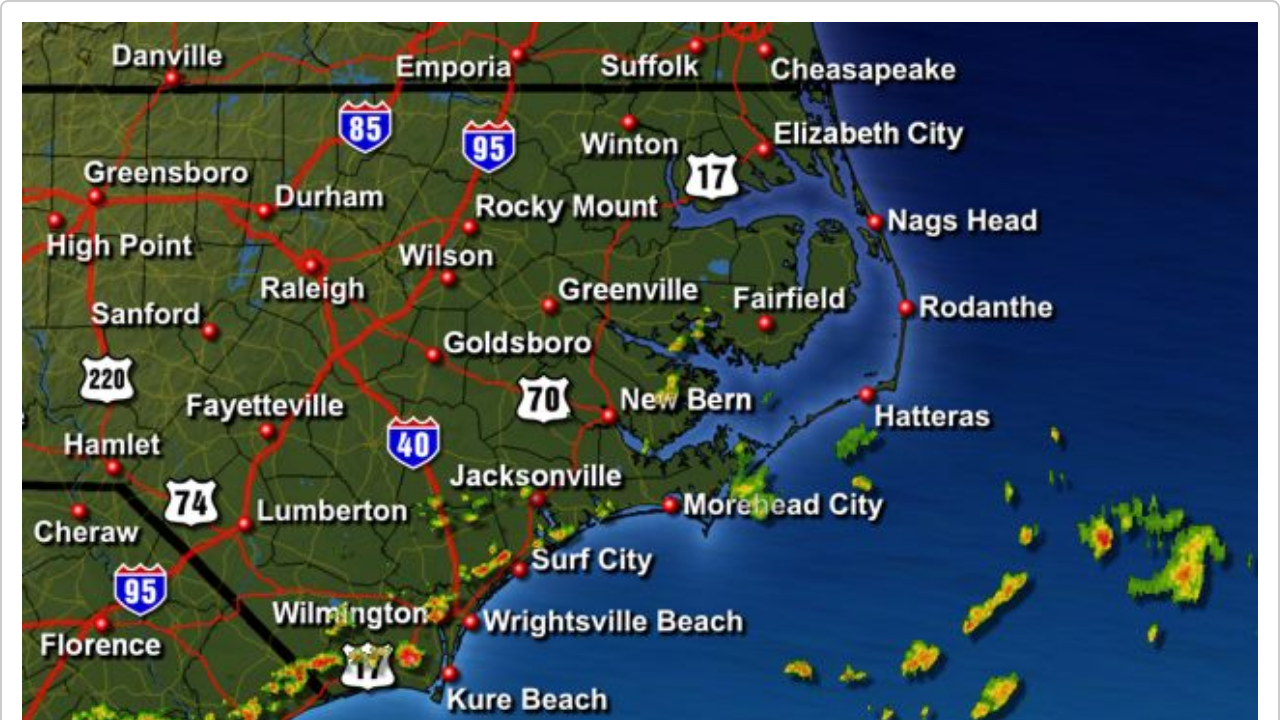 Danville
Emporia
Suffolk
Cheasapeake
85
95
Winton
Elizabeth City
17
Greensboro
Durham
Rocky Mount
Nags Head
High Point
Wilson
Raleigh
Greenville
Fairfield
Rodanthe
Sanford
Goldsboro
220
70
New Bern
Hatteras
Fayetteville
40
Hamlet
Jacksonville
74
Lumberton
Morehead City
Cheraw
Surf City
95
Wilmington
Wrightsville Beach
Florence
17
Kure Beach